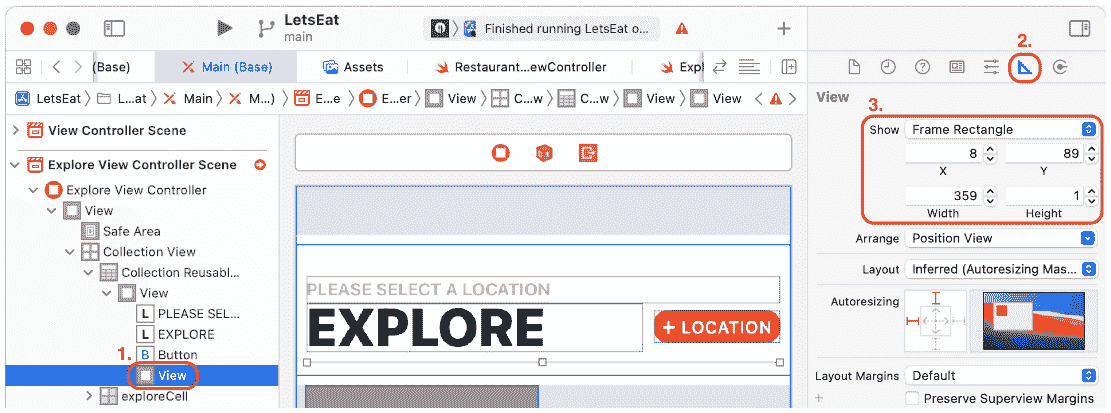 LetsEat
main
Finished running LetsEat o...
2.
(Base)
Main (Base)
Assets
Restaurant...ewController
Expl
LetsEat
L...at
Main
M...)
E...e
E...er
View
C...w
C...w
View
View
View
3.
View Controller Scene
Show
Frame Rectangle
8
89
X
Y
359
1
Width
Height
Explore View Controller Scene
Explore View Controller
View
Safe Area
Collection View
Collection Reusabl...
View
L PLEASE SEL...
L EXPLORE
1.
B Button
View
exploreCell
PLEASE SELECT A LOCATION
EXPLORE
+ LOCATION
Arrange
Position View
Layout
Inferred (Autoresizing Mas...
Autoresizing
Layout Margins
Default
Preserve Superview Margins